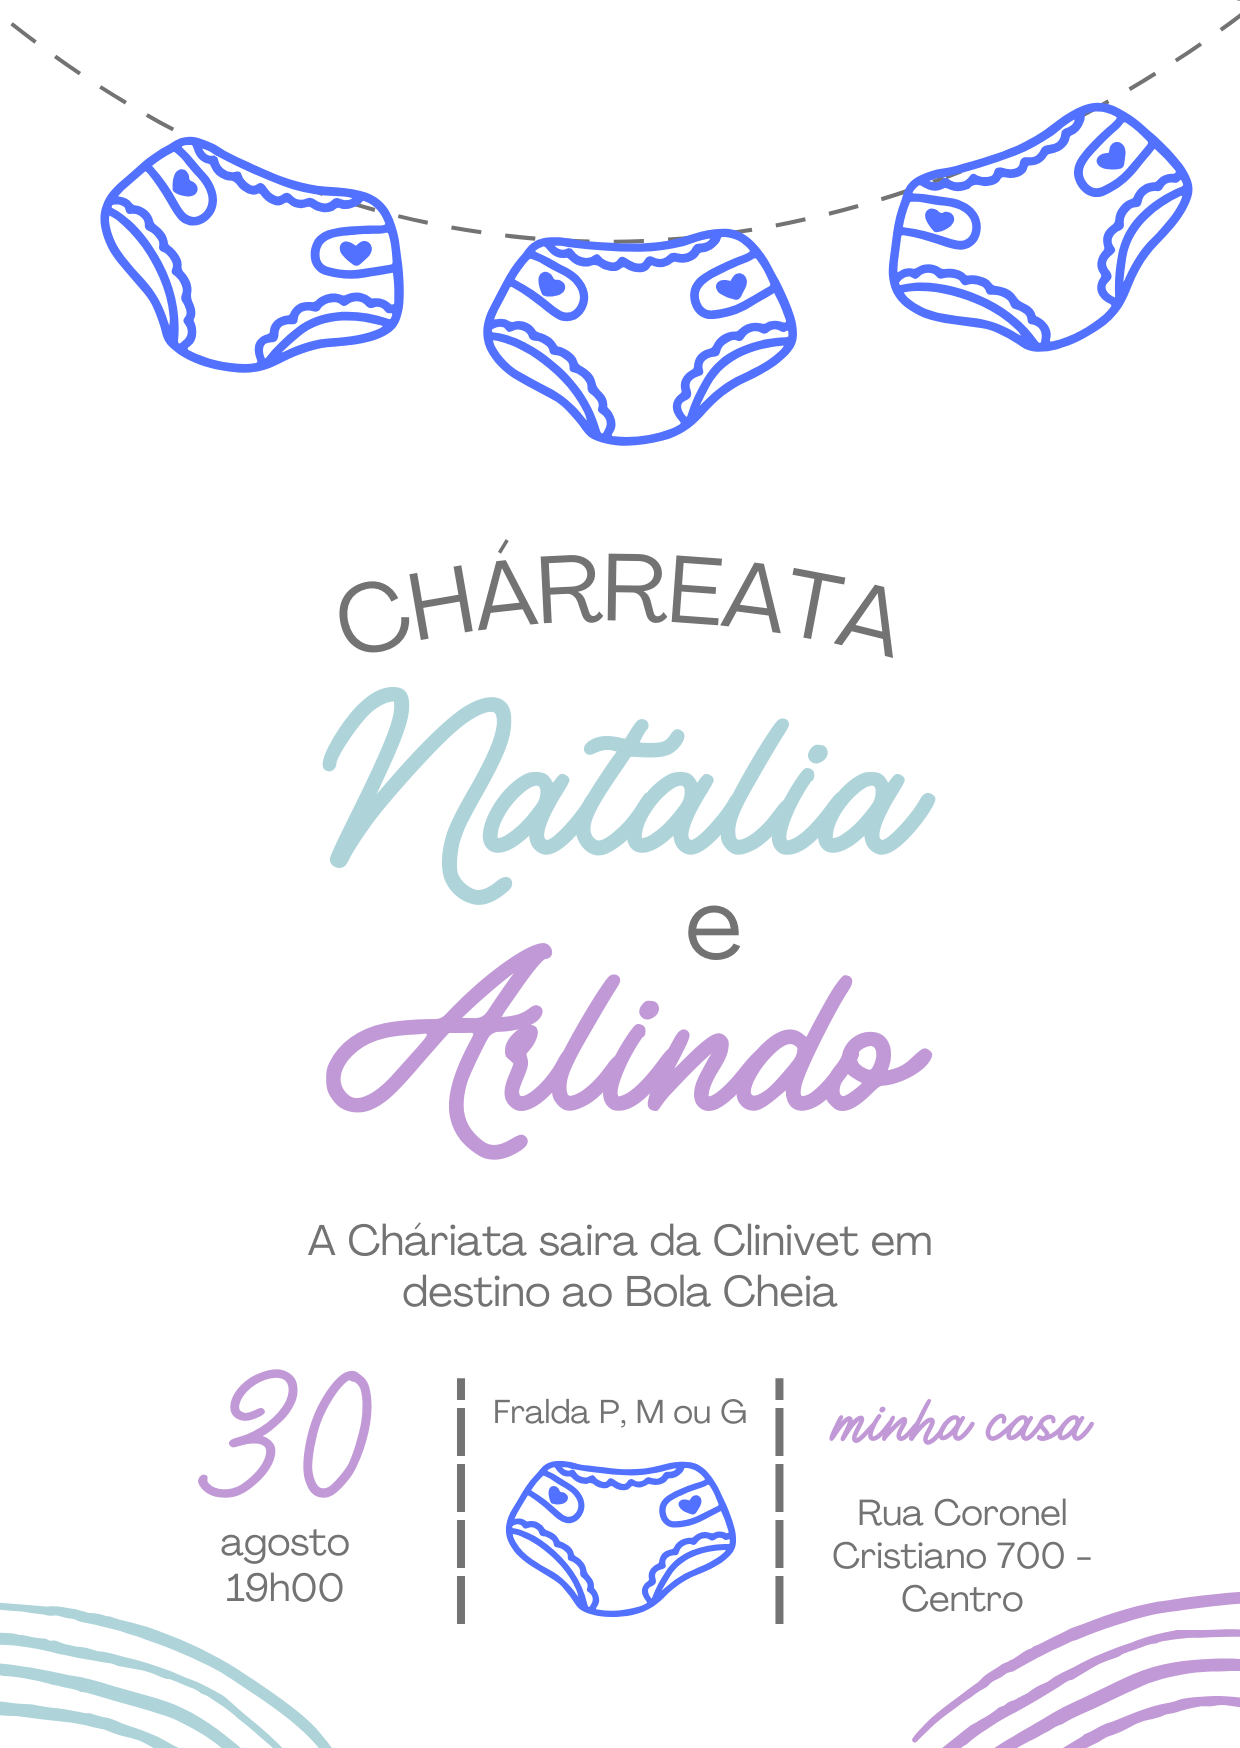 CHÁRREATA
Natalia
e
Arlindo
A Cháriata saira da Clinivet em
destino ao Bola Cheia
30
agosto
19h00
Fralda P, M ou G
minha casa
Rua Coronel
Cristiano 700 -
Centro